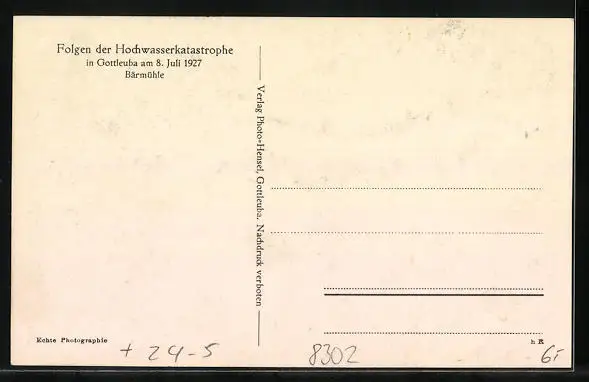 Folgen der Hochwasserkatastrophe
in Gottleuba am 8. Juli 1927
Bärmühle
Verlag Photo-Hensel, Gottleuba. Nachdruck verboten
Echte Photographie
h R
+ 24-5
8302
6,-